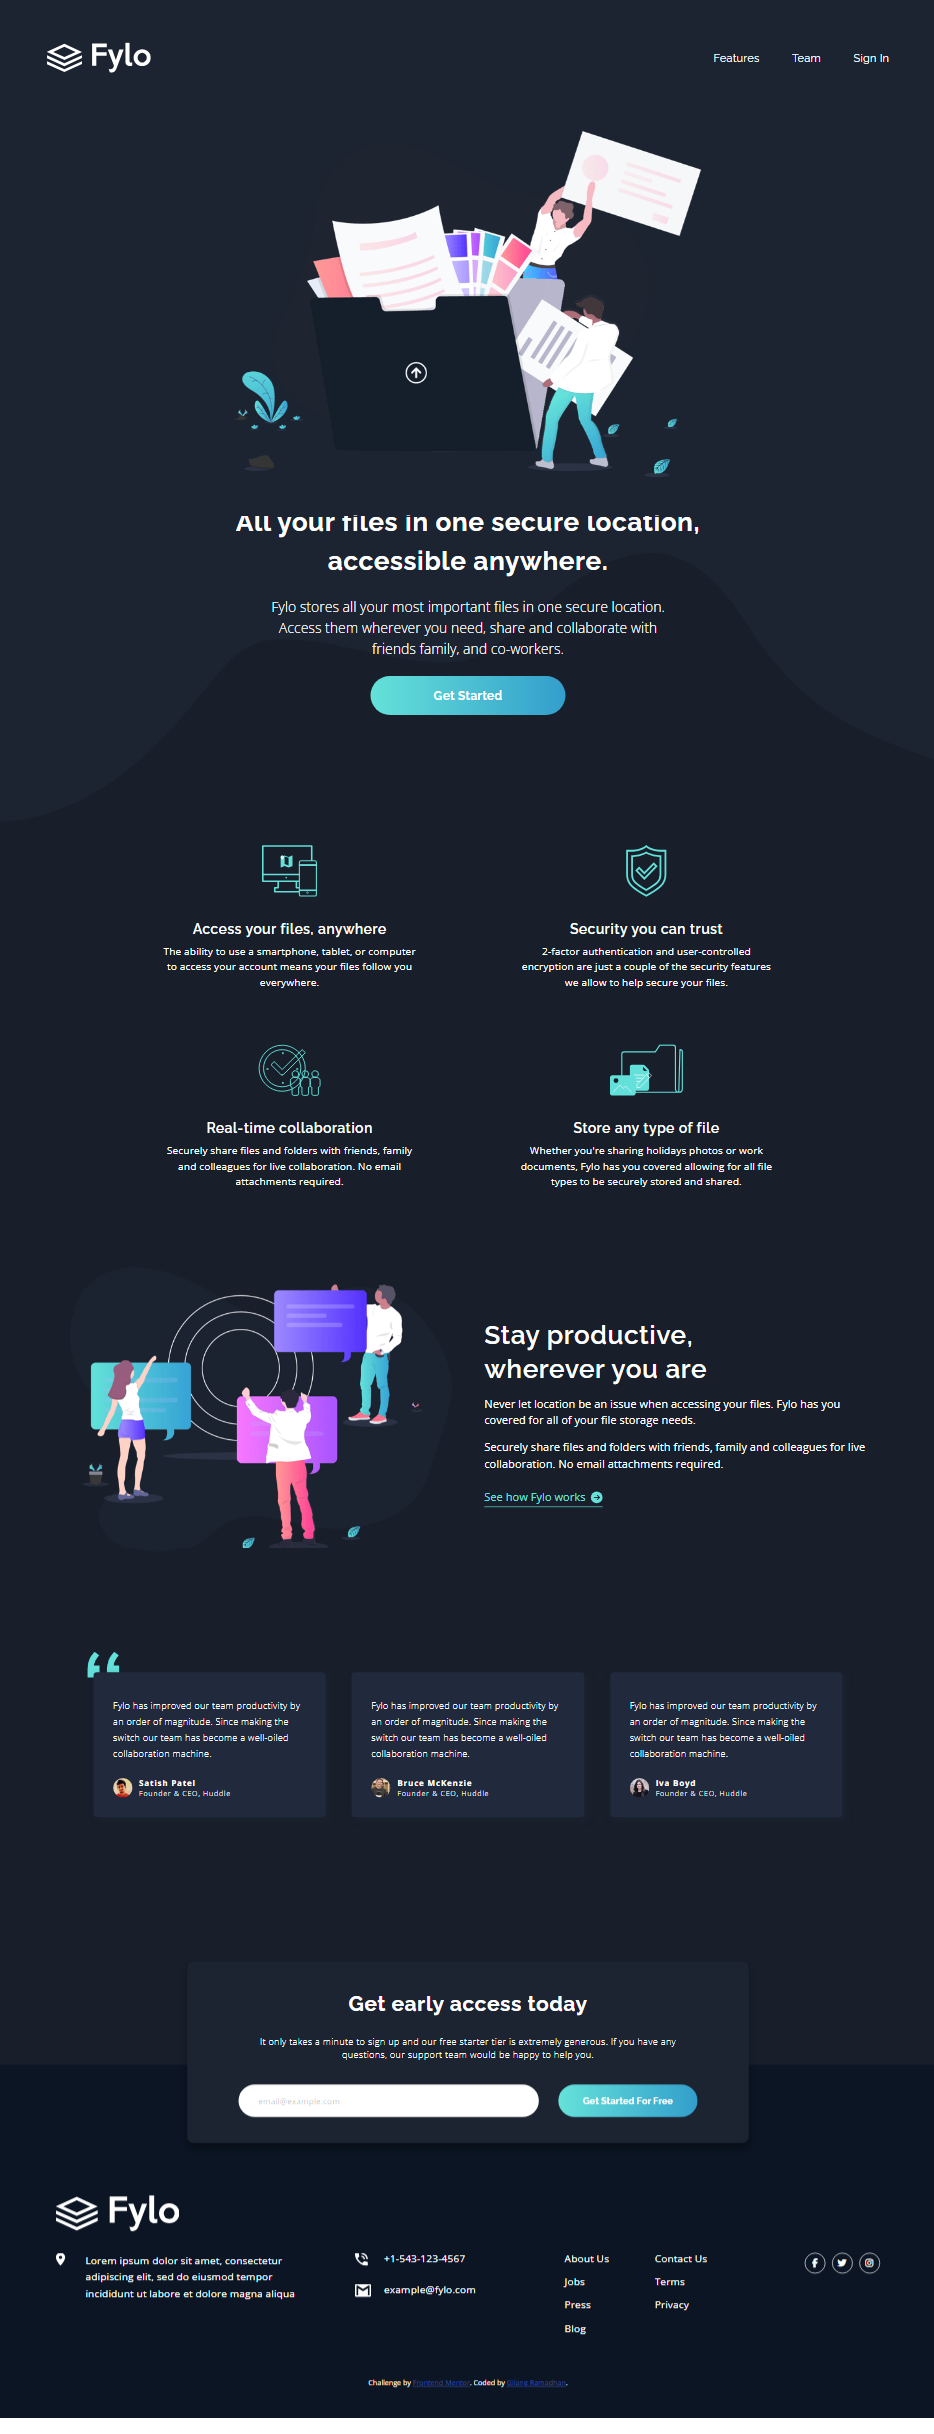 Fylo
Features Team Sign In
All your files in one secure location,
accessible anywhere.
Fylo stores all your most important files in one secure location.
Access them wherever you need, share and collaborate with
friends family, and co-workers.
Get Started
Access your files, anywhere
The ability to use a smartphone, tablet, or computer
to access your account means your files follow you
everywhere.
Security you can trust
2-factor authentication and user-controlled
encryption are just a couple of the security features
we allow to help secure your files.
Real-time collaboration
Securely share files and folders with friends, family
and colleagues for live collaboration. No email
attachments required.
Store any type of file
Whether you're sharing holidays photos or work
documents, Fylo has you covered allowing for all file
types to be securely stored and shared.
Stay productive,
wherever you are
Never let location be an issue when accessing your files. Fylo has you
covered for all of your file storage needs.
Securely share files and folders with friends, family and colleagues for live
collaboration. No email attachments required.
See how Fylo works
Fylo has improved our team productivity by
an order of magnitude. Since making the
switch our team has become a well-oiled
collaboration machine.
Satish Patel
Founder & CEO, Huddle
Fylo has improved our team productivity by
an order of magnitude. Since making the
switch our team has become a well-oiled
collaboration machine.
Bruce McKenzie
Founder & CEO, Huddle
Fylo has improved our team productivity by
an order of magnitude. Since making the
switch our team has become a well-oiled
collaboration machine.
Iva Boyd
Founder & CEO, Huddle
Get early access today
It only takes a minute to sign up and our free starter tier is extremely generous. If you have any
questions, our support team would be happy to help you.
email@example.com
Get Started For Free
Fylo
Lorem ipsum dolor sit amet, consectetur
adipiscing elit, sed do eiusmod tempor
incididunt ut labore et dolore magna aliqua
+1-543-123-4567
example@fylo.com
About Us
Jobs
Press
Blog
Contact Us
Terms
Privacy
Challenge by Frontend Mentor. Coded by Gilang Ramadhan.